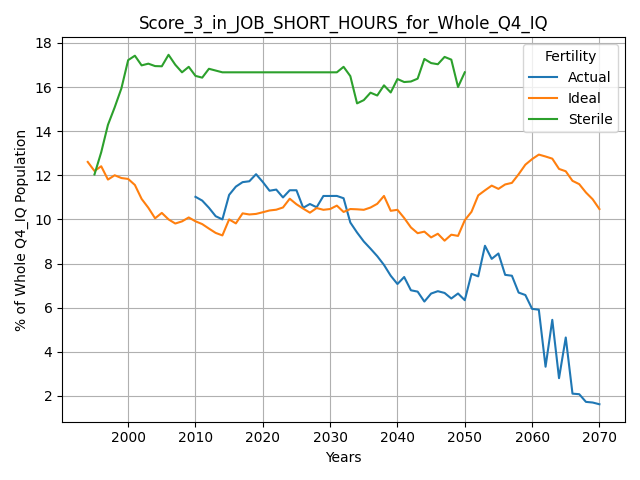 Score_3_in_JOB_SHORT_HOURS_for_Whole_Q4_IQ
Fertility
Actual
Ideal
Sterile
% of Whole Q4_IQ Population
18
16
14
12
10
8
6
4
2
2000 2010 2020 2030 2040 2050 2060 2070
Years